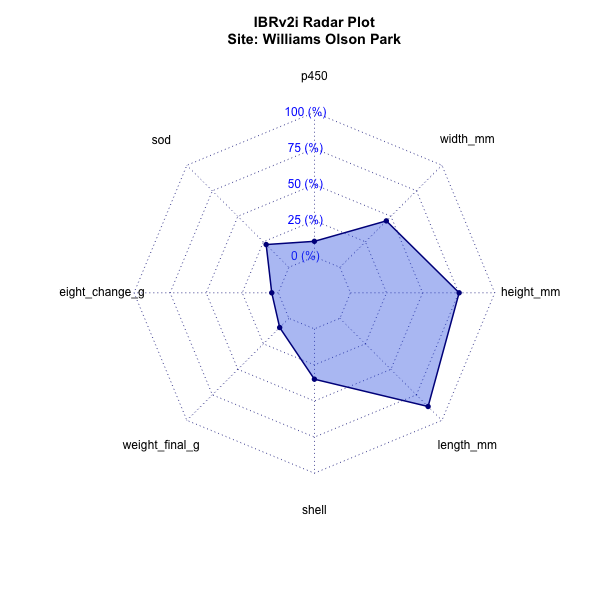 IBRv2i Radar Plot
Site: Williams Olson Park
p450
100 (%)
sod
width_mm
75 (%)
50 (%)
25 (%)
0 (%)
eight_change_g
height_mm
weight_final_g
length_mm
shell